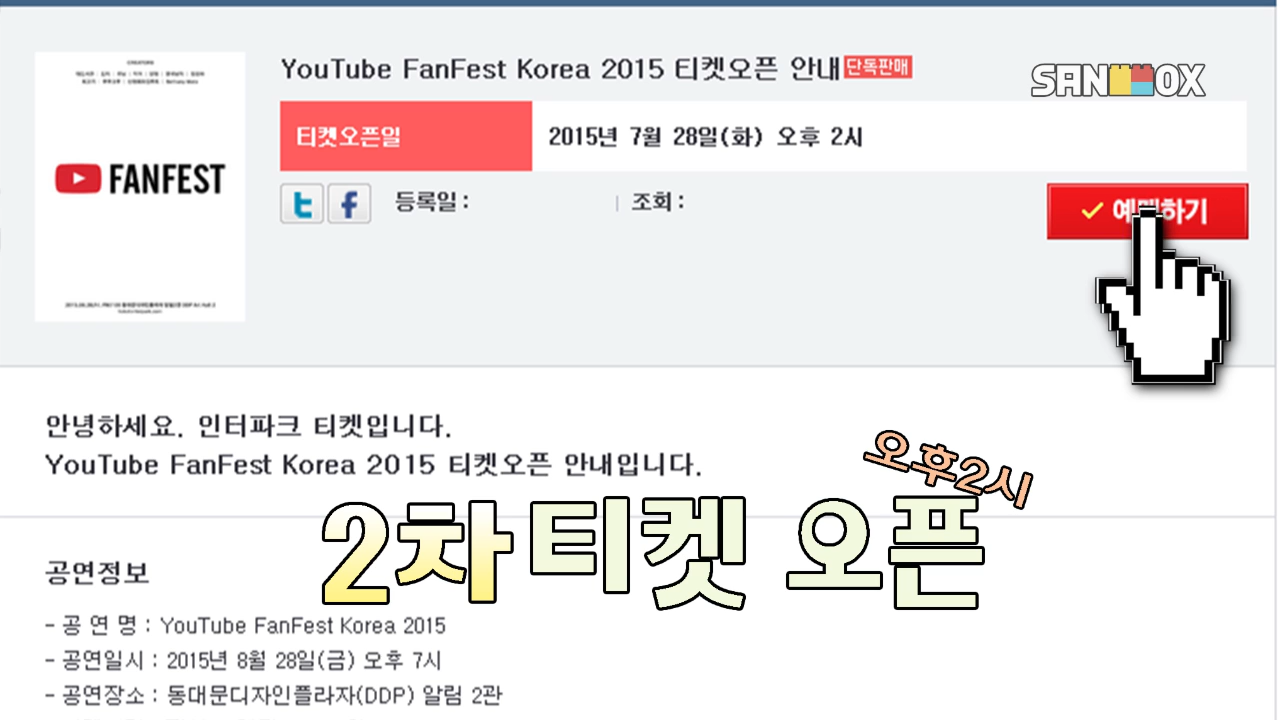 YouTube FanFest Korea 2015 티켓오픈 안내 단독판매
SANDBOX
티켓오픈일 2015년 7월 28일(화) 오후 2시
FANFEST
등록일 : | 조회 :
안녕하세요. 인터파크 티켓입니다.
YouTube FanFest Korea 2015 티켓오픈 안내입니다.
오후2시
2차 티켓 오픈
공연정보
- 공 연 명 : YouTube FanFest Korea 2015
- 공연일시 : 2015년 8월 28일(금) 오후 7시
- 공연장소 : 동대문디자인플라자(DDP) 알림 2관